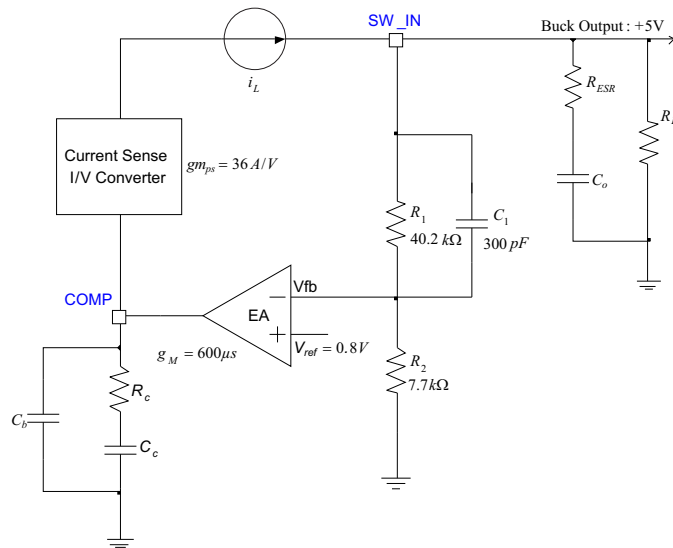 SW_IN
Buck Output : +5V
i_L
R_ESR
Current Sense
I/V Converter
gm_ps = 36 A/V
C_o
R_1
40.2 kΩ
C_1
300 pF
COMP
Vfb
EA
V_ref = 0.8V
g_M = 600μs
R_2
7.7kΩ
R_c
C_b
C_c